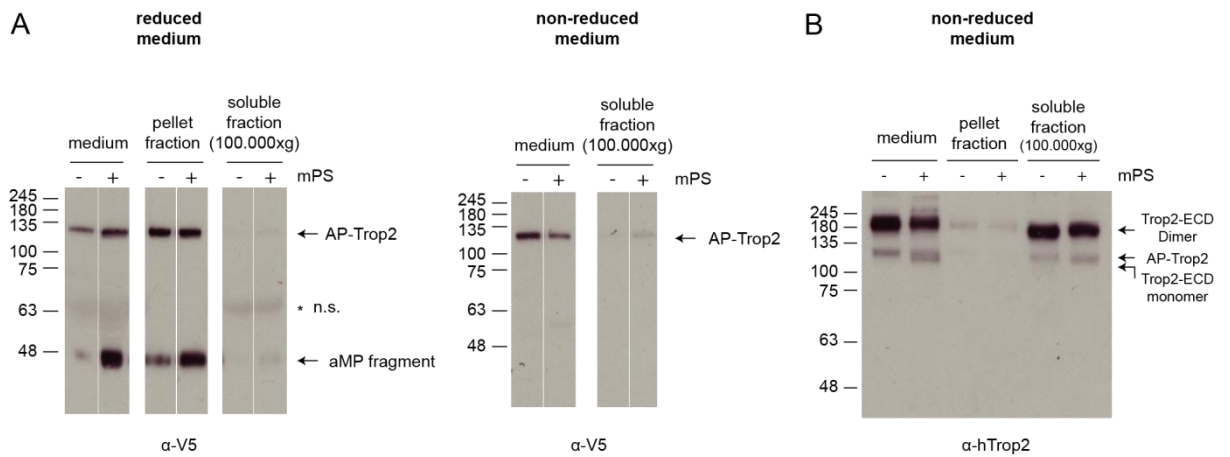 A
reduced
medium
medium
pellet
fraction
soluble
fraction
(100.000xg)
- + - + - + mPS
245
180
135
100
75
63
48
AP-Trop2
* n.s.
aMP fragment
α-V5
non-reduced
medium
medium
soluble
fraction
(100.000xg)
- + - + mPS
245
180
135
100
75
63
48
AP-Trop2
α-V5
B
non-reduced
medium
medium
pellet
fraction
soluble
fraction
(100.000xg)
- + - + - + mPS
245
180
135
100
75
63
48
Trop2-ECD
Dimer
AP-Trop2
Trop2-ECD
monomer
α-hTrop2